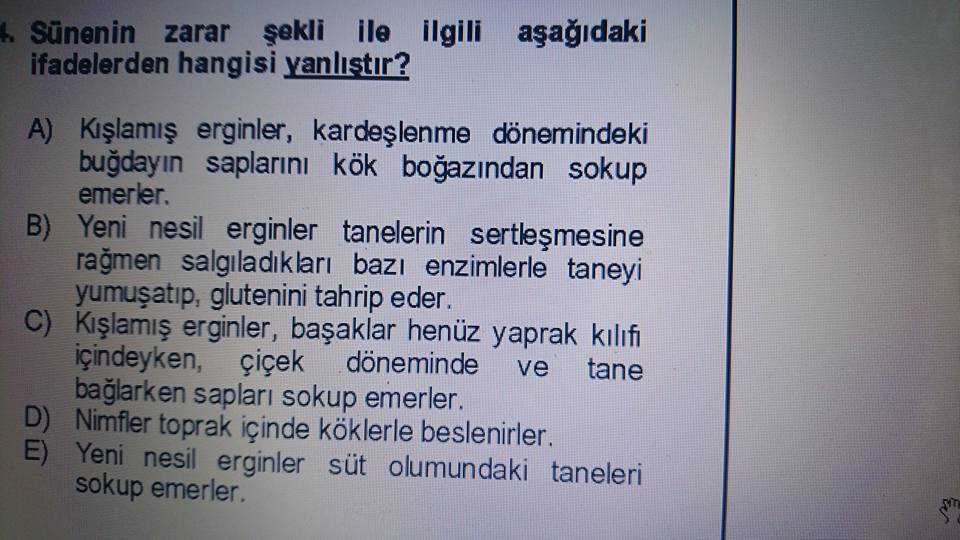 4. Sünenin zarar şekli ile ilgili aşağıdaki
ifadelerden hangisi yanlıştır?
A) Kışlamış erginler, kardeşlenme dönemindeki
buğdayın saplarını kök boğazından sokup
emerler.
B) Yeni nesil erginler tanelerin sertleşmesine
rağmen salgıladıkları bazı enzimlerle taneyi
yumuşatıp, glutenini tahrip eder.
C) Kışlamış erginler, başaklar henüz yaprak kılıfı
içindeyken, çiçek döneminde ve tane
bağlarken sapları sokup emerler.
D) Nimfler toprak içinde köklerle beslenirler.
E) Yeni nesil erginler süt olumundaki taneleri
sokup emerler.